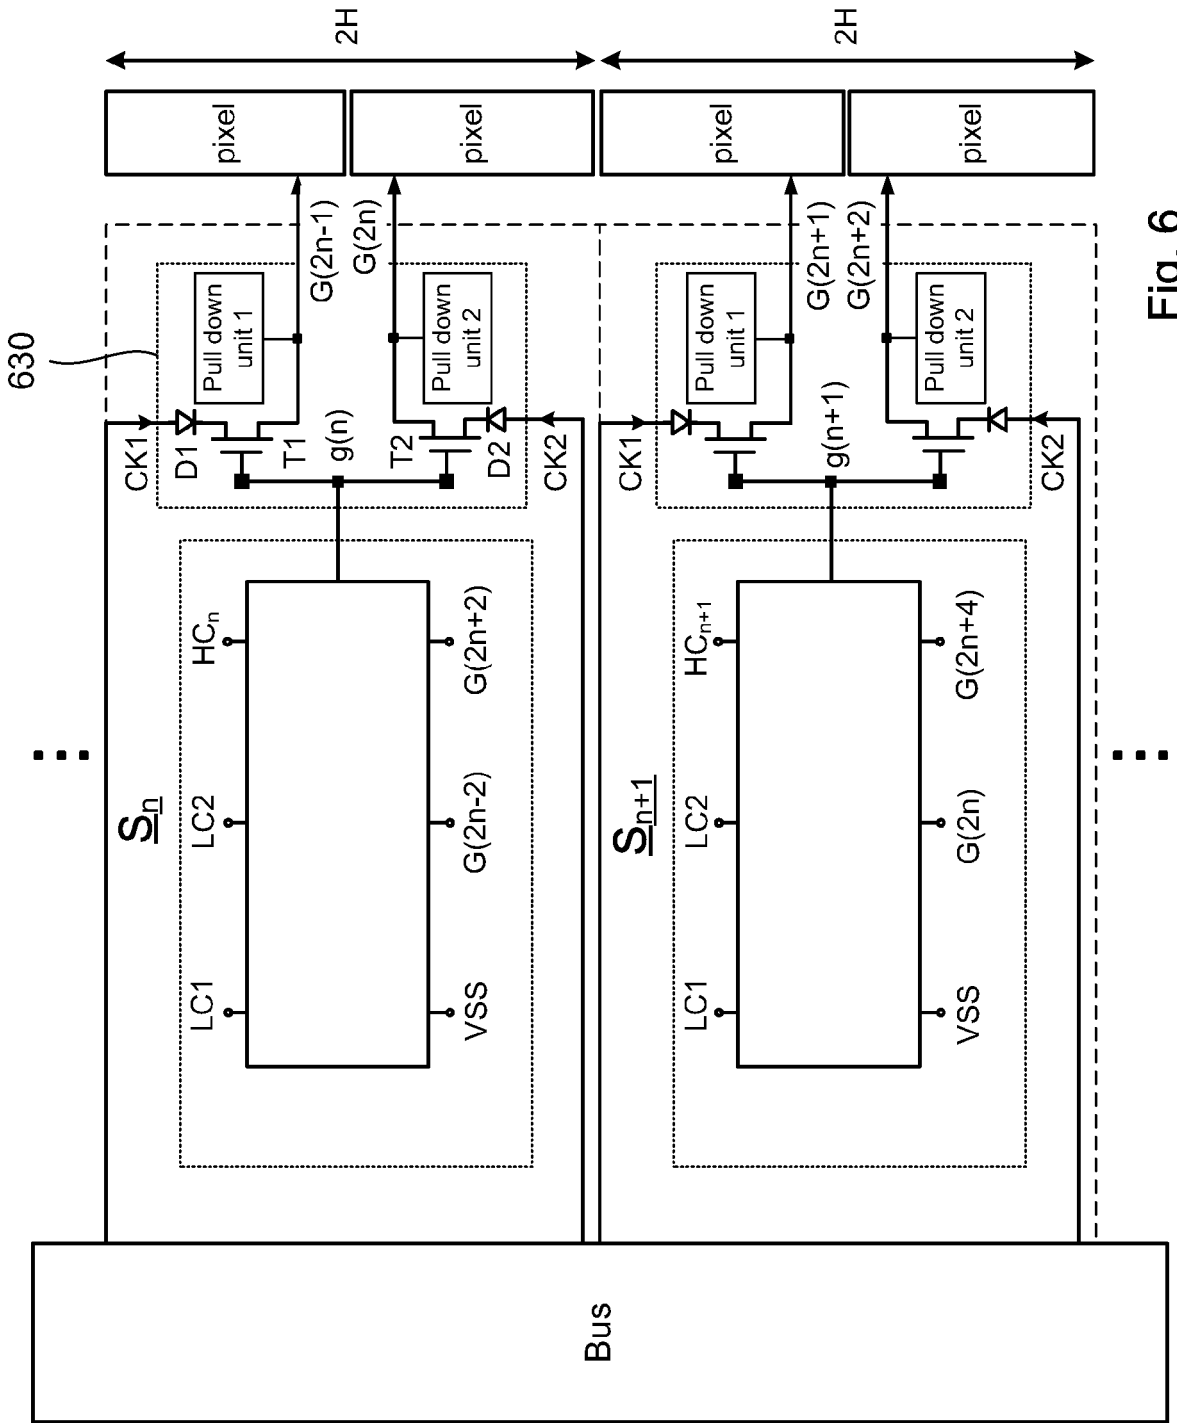 Bus
S_n
LC1
LC2
HC_n
VSS
G(2n-2)
G(2n+2)
630
CK1
D1
T1
g(n)
T2
D2
CK2
Pull down
unit 1
Pull down
unit 2
G(2n-1)
G(2n)
pixel
pixel
2H
S_n+1
LC1
LC2
HC_n+1
VSS
G(2n)
G(2n+4)
CK1
g(n+1)
CK2
Pull down
unit 1
Pull down
unit 2
G(2n+1)
G(2n+2)
pixel
pixel
2H
Fig. 6